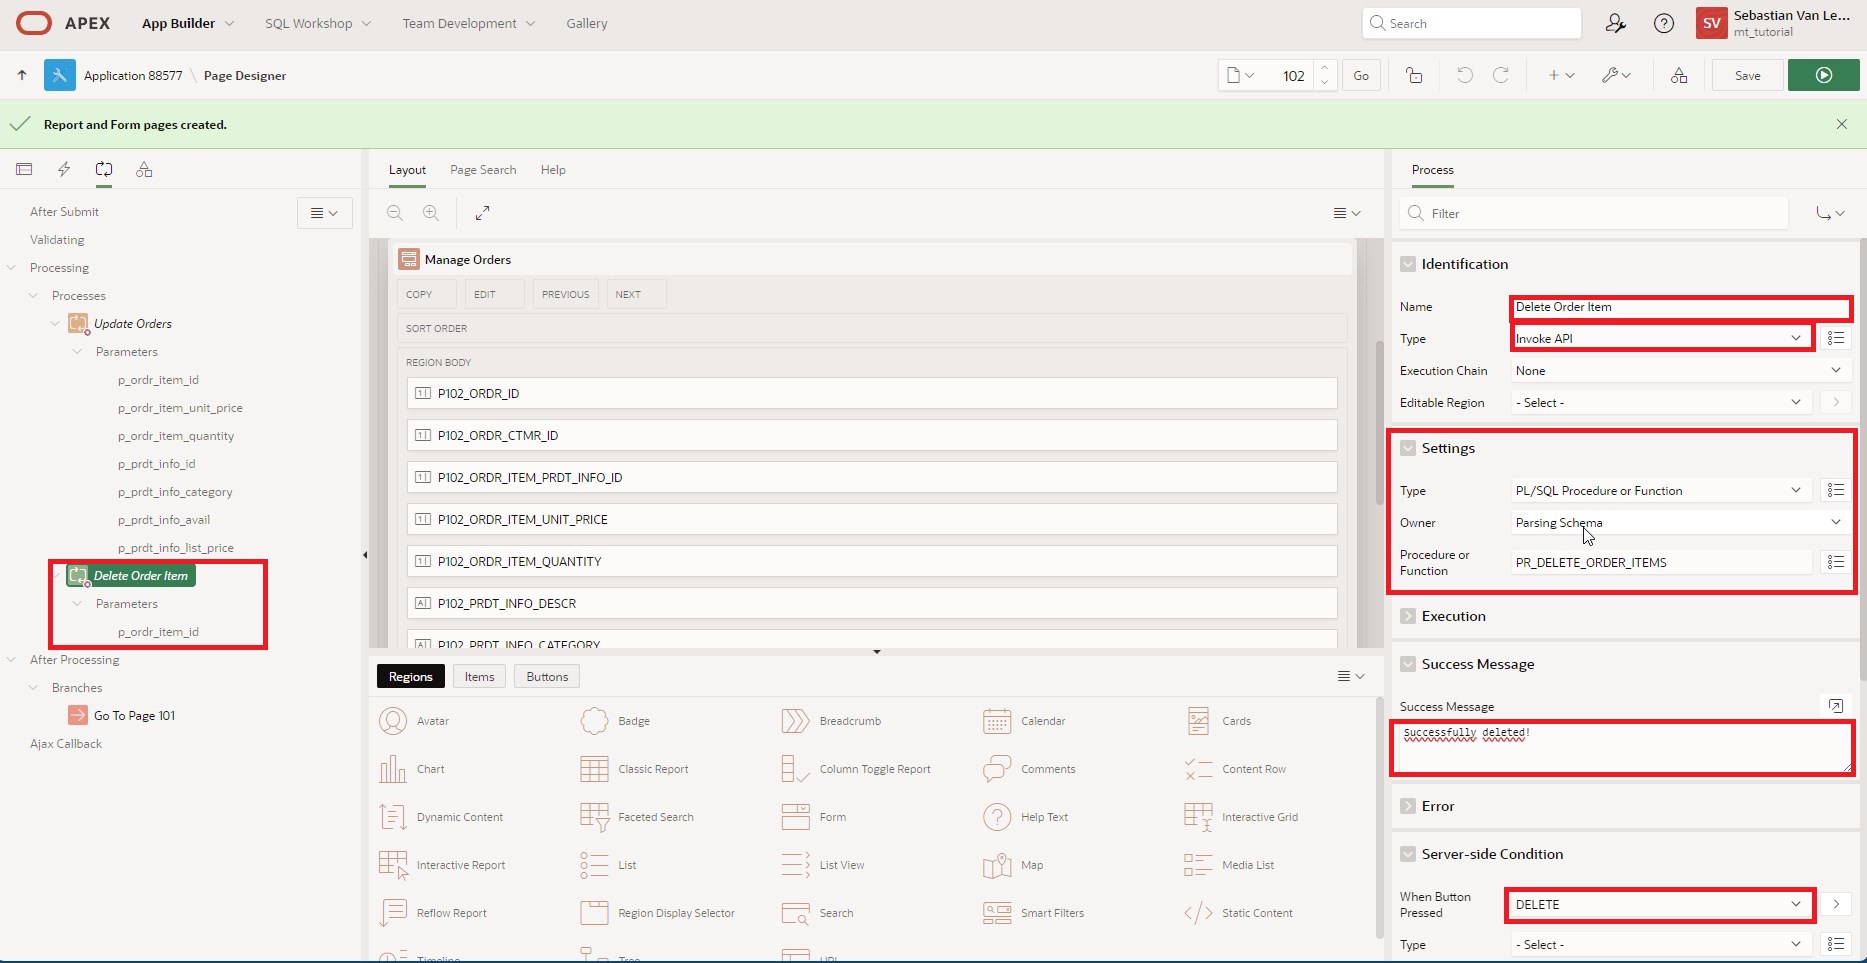 APEX
App Builder
SQL Workshop
Team Development
Gallery
Search
SV
Sebastian Van Le...
mt_tutorial
Application 88577 \ Page Designer
102
Go
Save
Report and Form pages created.
After Submit
Validating
Processing
Processes
Update Orders
Parameters
p_ordr_item_id
p_ordr_item_unit_price
p_ordr_item_quantity
p_prdt_info_id
p_prdt_info_category
p_prdt_info_avail
p_prdt_info_list_price
Delete Order Item
Parameters
p_ordr_item_id
After Processing
Branches
Go To Page 101
Ajax Callback
Layout
Page Search
Help
Manage Orders
COPY
EDIT
PREVIOUS
NEXT
SORT ORDER
REGION BODY
P102_ORDR_ID
P102_ORDR_CTMR_ID
P102_ORDR_ITEM_PRDT_INFO_ID
P102_ORDR_ITEM_UNIT_PRICE
P102_ORDR_ITEM_QUANTITY
P102_PRDT_INFO_DESCR
P102_PRDT_INFO_CATEGORY
Regions
Items
Buttons
Avatar
Badge
Breadcrumb
Calendar
Cards
Chart
Classic Report
Column Toggle Report
Comments
Content Row
Dynamic Content
Faceted Search
Form
Help Text
Interactive Grid
Interactive Report
List
List View
Map
Media List
Reflow Report
Region Display Selector
Search
Smart Filters
Static Content
Timeline
Tree
URL
Process
Filter
Identification
Name
Delete Order Item
Type
Invoke API
Execution Chain
None
Editable Region
- Select -
Settings
Type
PL/SQL Procedure or Function
Owner
Parsing Schema
Procedure or
Function
PR_DELETE_ORDER_ITEMS
Execution
Success Message
Success Message
Successfully deleted!
Error
Server-side Condition
When Button
Pressed
DELETE
Type
- Select -